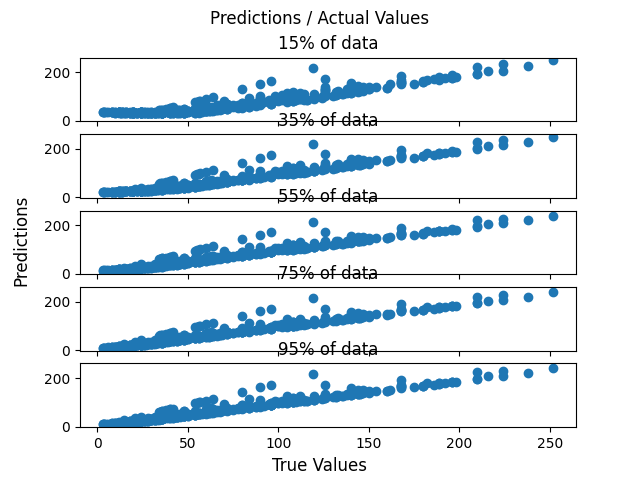 Predictions / Actual Values
15% of data
200
0
35% of data
200
0
55% of data
200
0
75% of data
200
0
95% of data
200
0
0 50 100 150 200 250
True Values
Predictions